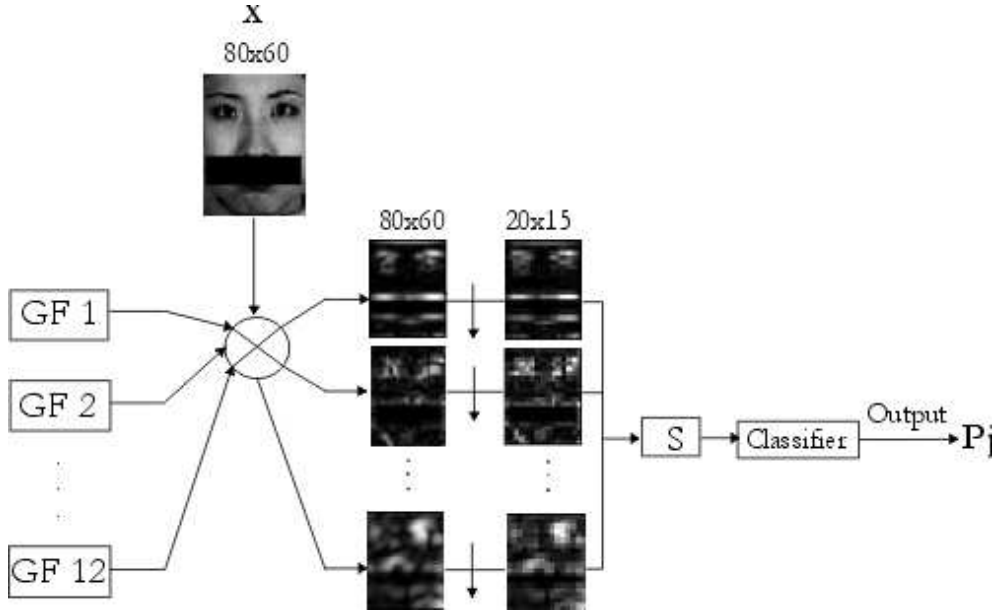 X
80x60
80x60
20x15
GF 1
GF 2
GF 12
S
Classifier
Output
Pj